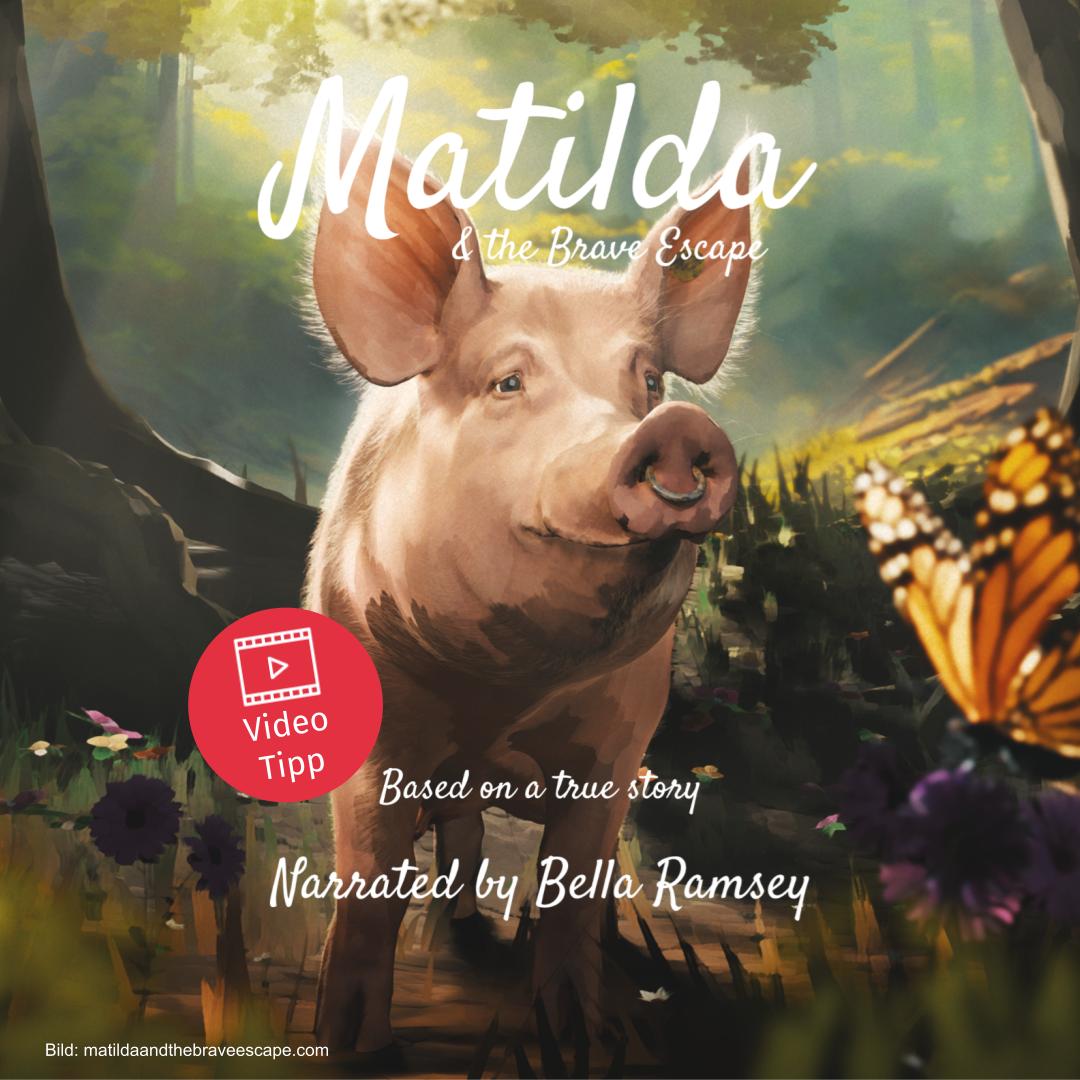 Matilda
& the Brave Escape
Video
Tipp
Based on a true story
Narrated by Bella Ramsey
Bild: matildaandthebraveescape.com